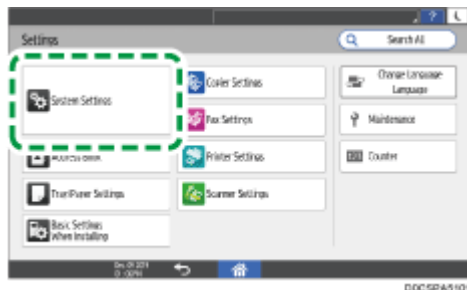 Settings
Search All
System Settings
Copier Settings
Change Language
Language
Fax Settings
Maintenance
Address Book
Printer Settings
Counter
Tray/Paper Settings
Scanner Settings
Basic Settings
When Installing